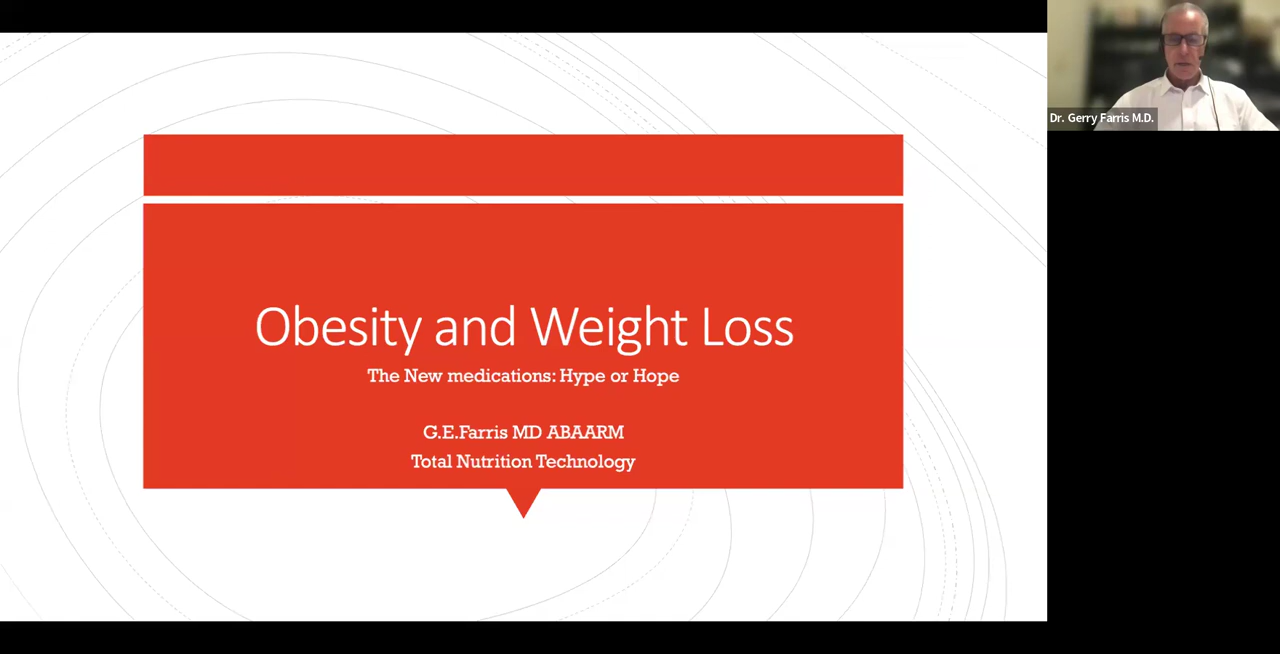 Obesity and Weight Loss
The New medications: Hype or Hope
G.E.Farris MD ABAARM
Total Nutrition Technology
Dr. Gerry Farris M.D.